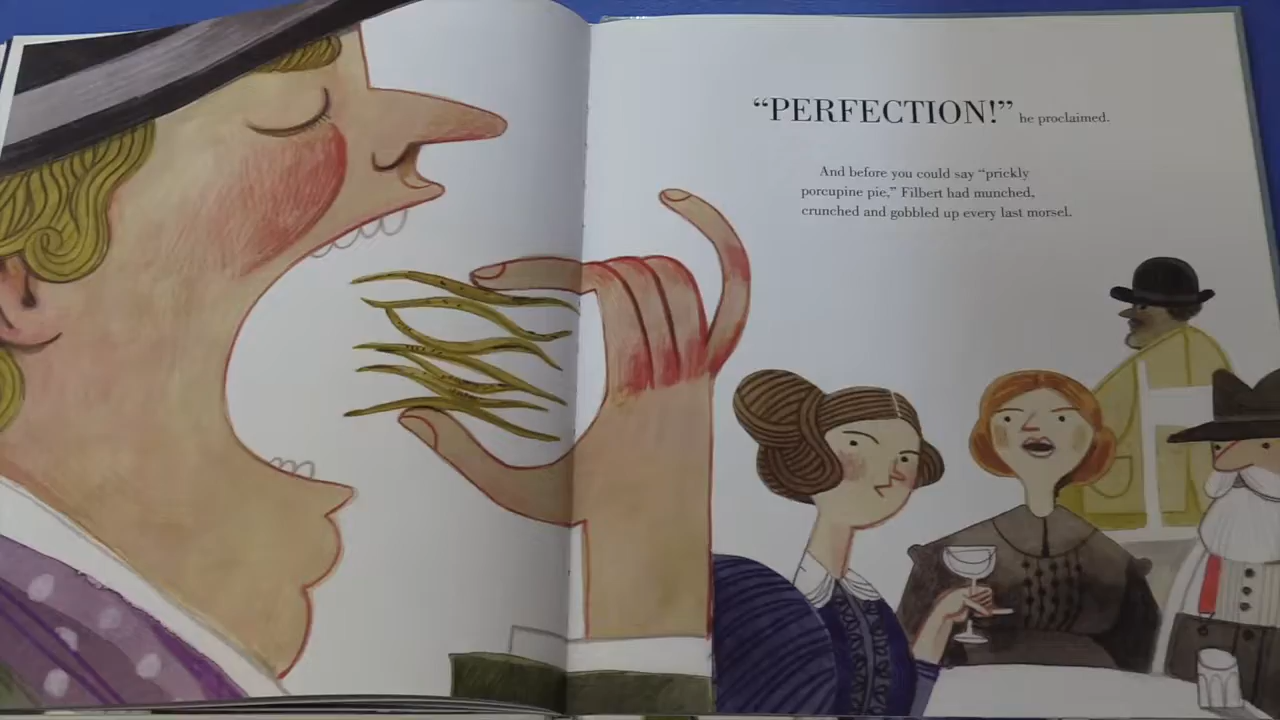 “PERFECTION!” he proclaimed.
And before you could say “prickly
porcupine pie,” Filbert had munched,
crunched and gobbled up every last morsel.